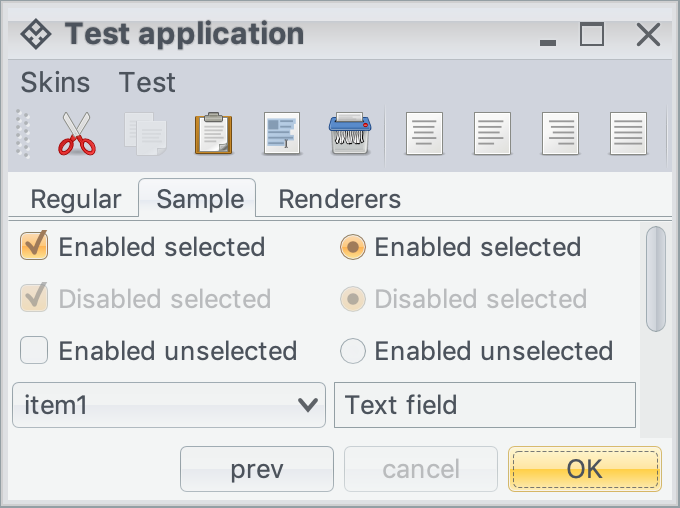 Test application
Skins Test
Regular Sample Renderers
Enabled selected Enabled selected
Disabled selected Disabled selected
Enabled unselected Enabled unselected
item1 Text field
prev cancel OK